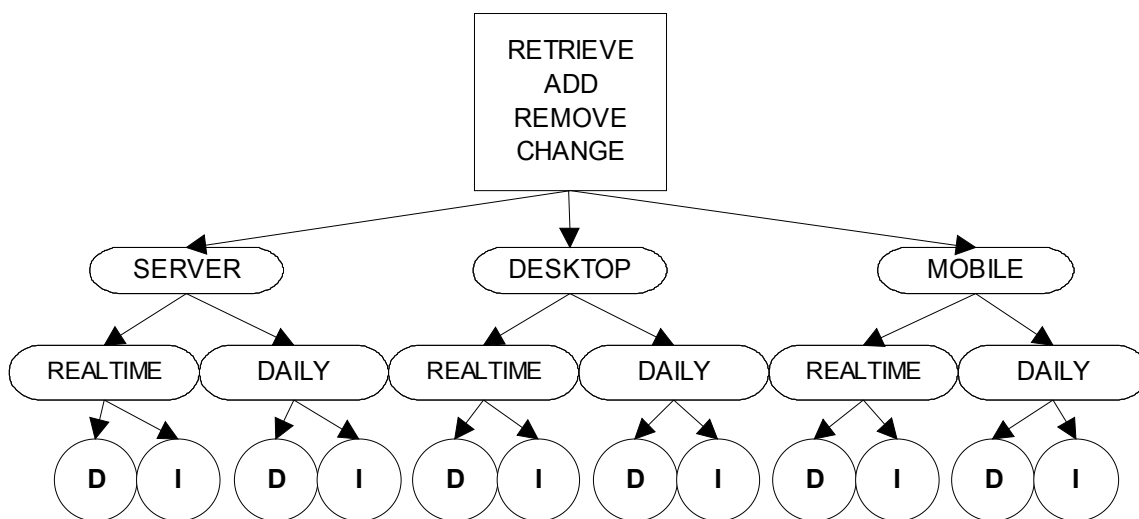 RETRIEVE
ADD
REMOVE
CHANGE
SERVER DESKTOP MOBILE
REALTIME DAILY REALTIME DAILY REALTIME DAILY
D I D I D I D I D I D I